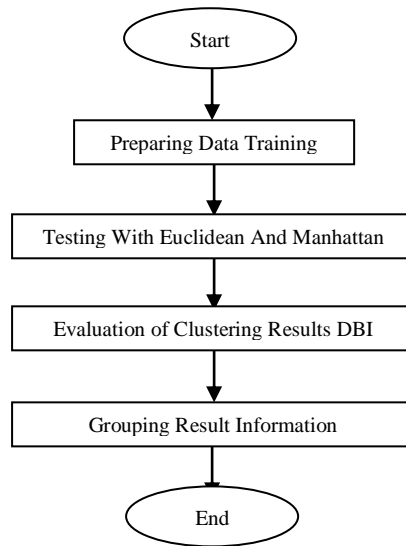 Start
Preparing Data Training
Testing With Euclidean And Manhattan
Evaluation of Clustering Results DBI
Grouping Result Information
End